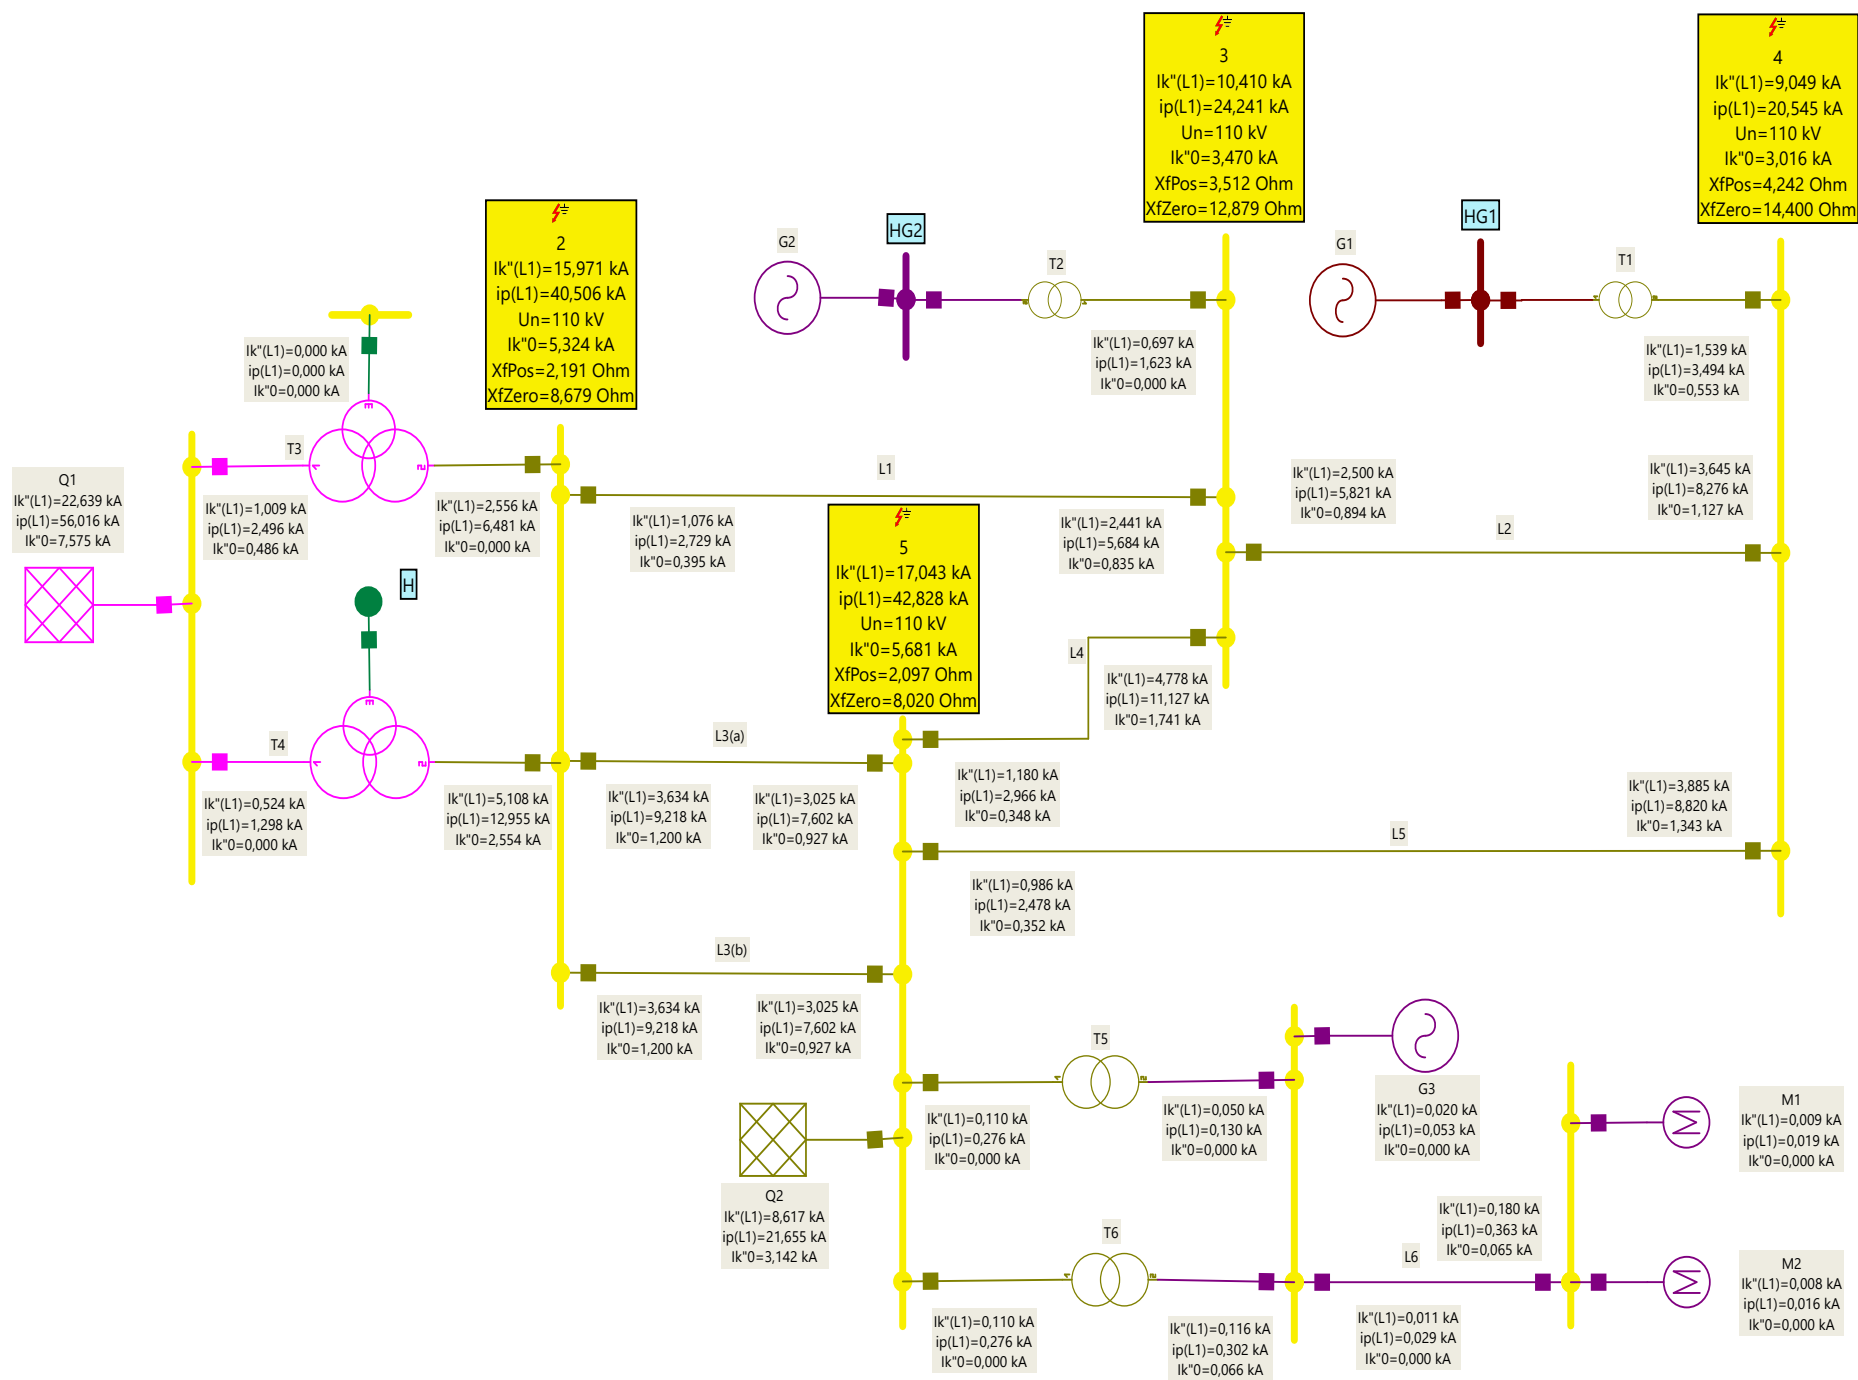 3
Ik"(L1)=10,410 kA
ip(L1)=24,241 kA
Un=110 kV
Ik"0=3,470 kA
XfPos=3,512 Ohm
XfZero=12,879 Ohm
4
Ik"(L1)=9,049 kA
ip(L1)=20,545 kA
Un=110 kV
Ik"0=3,016 kA
XfPos=4,242 Ohm
XfZero=14,400 Ohm
2
Ik"(L1)=15,971 kA
ip(L1)=40,506 kA
Un=110 kV
Ik"0=5,324 kA
XfPos=2,191 Ohm
XfZero=8,679 Ohm
G2
HG2
T2
1
2
Ik"(L1)=0,697 kA
ip(L1)=1,623 kA
Ik"0=0,000 kA
G1
HG1
T1
1
2
Ik"(L1)=1,539 kA
ip(L1)=3,494 kA
Ik"0=0,553 kA
Ik"(L1)=0,000 kA
ip(L1)=0,000 kA
Ik"0=0,000 kA
T3
1
2
3
Q1
Ik"(L1)=22,639 kA
ip(L1)=56,016 kA
Ik"0=7,575 kA
Ik"(L1)=1,009 kA
ip(L1)=2,496 kA
Ik"0=0,486 kA
Ik"(L1)=2,556 kA
ip(L1)=6,481 kA
Ik"0=0,000 kA
L1
Ik"(L1)=1,076 kA
ip(L1)=2,729 kA
Ik"0=0,395 kA
Ik"(L1)=2,441 kA
ip(L1)=5,684 kA
Ik"0=0,835 kA
Ik"(L1)=2,500 kA
ip(L1)=5,821 kA
Ik"0=0,894 kA
L2
Ik"(L1)=3,645 kA
ip(L1)=8,276 kA
Ik"0=1,127 kA
5
Ik"(L1)=17,043 kA
ip(L1)=42,828 kA
Un=110 kV
Ik"0=5,681 kA
XfPos=2,097 Ohm
XfZero=8,020 Ohm
H
L4
Ik"(L1)=4,778 kA
ip(L1)=11,127 kA
Ik"0=1,741 kA
T4
1
2
3
Ik"(L1)=0,524 kA
ip(L1)=1,298 kA
Ik"0=0,000 kA
Ik"(L1)=5,108 kA
ip(L1)=12,955 kA
Ik"0=2,554 kA
L3(a)
Ik"(L1)=3,634 kA
ip(L1)=9,218 kA
Ik"0=1,200 kA
Ik"(L1)=3,025 kA
ip(L1)=7,602 kA
Ik"0=0,927 kA
Ik"(L1)=1,180 kA
ip(L1)=2,966 kA
Ik"0=0,348 kA
L5
Ik"(L1)=3,885 kA
ip(L1)=8,820 kA
Ik"0=1,343 kA
Ik"(L1)=0,986 kA
ip(L1)=2,478 kA
Ik"0=0,352 kA
L3(b)
Ik"(L1)=3,634 kA
ip(L1)=9,218 kA
Ik"0=1,200 kA
Ik"(L1)=3,025 kA
ip(L1)=7,602 kA
Ik"0=0,927 kA
T5
1
2
Ik"(L1)=0,110 kA
ip(L1)=0,276 kA
Ik"0=0,000 kA
Ik"(L1)=0,050 kA
ip(L1)=0,130 kA
Ik"0=0,000 kA
G3
Ik"(L1)=0,020 kA
ip(L1)=0,053 kA
Ik"0=0,000 kA
M
M1
Ik"(L1)=0,009 kA
ip(L1)=0,019 kA
Ik"0=0,000 kA
Q2
Ik"(L1)=8,617 kA
ip(L1)=21,655 kA
Ik"0=3,142 kA
T6
1
2
Ik"(L1)=0,110 kA
ip(L1)=0,276 kA
Ik"0=0,000 kA
Ik"(L1)=0,116 kA
ip(L1)=0,302 kA
Ik"0=0,066 kA
L6
Ik"(L1)=0,011 kA
ip(L1)=0,029 kA
Ik"0=0,000 kA
Ik"(L1)=0,180 kA
ip(L1)=0,363 kA
Ik"0=0,065 kA
M
M2
Ik"(L1)=0,008 kA
ip(L1)=0,016 kA
Ik"0=0,000 kA